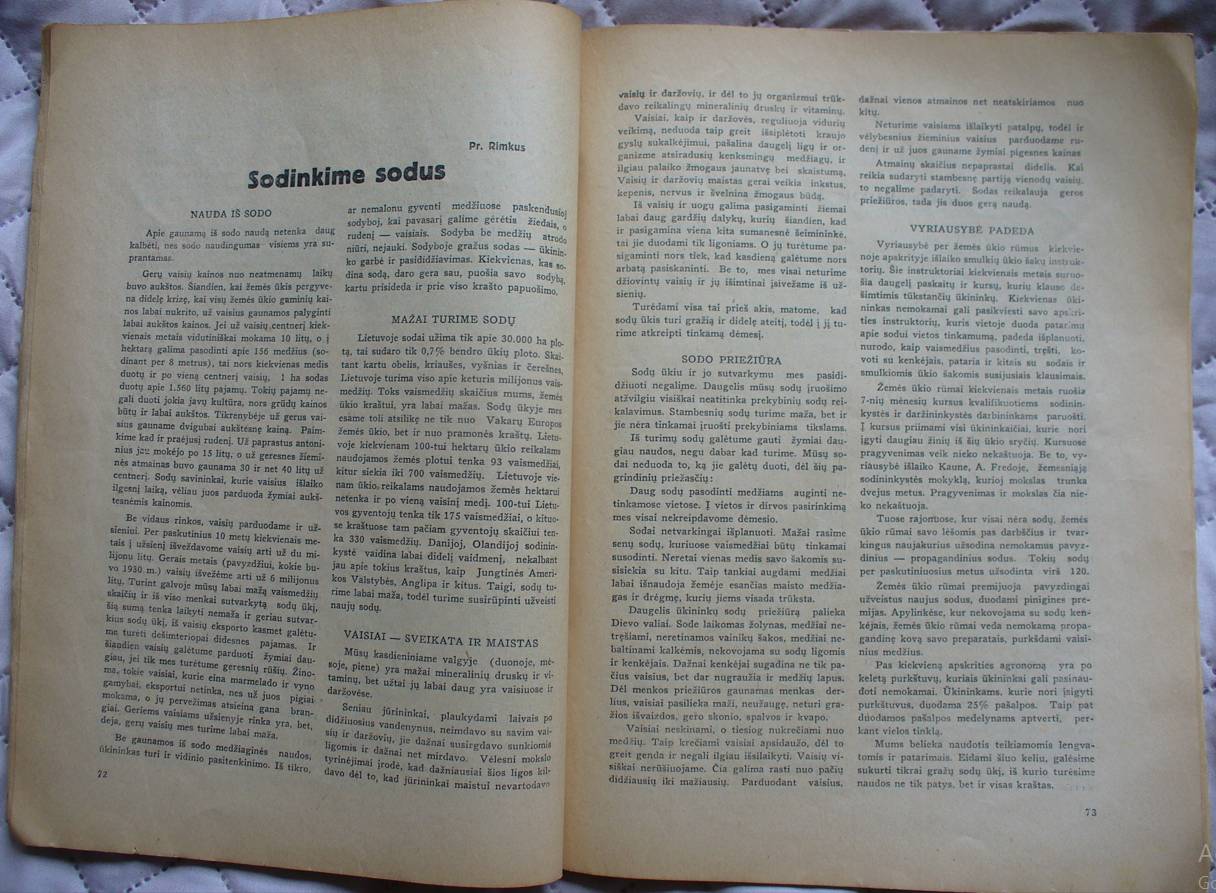 Pr. Rimkus
Sodinkime sodus
NAUDA IŠ SODO
Apie gaunamą iš sodo naudą netenka daug
kalbėti, nes sodo naudingumas visiems yra su-
prantamas.
Gerų vaisių kainos nuo neatmenamų laikų
buvo aukštos. Šiandien, kai žemės ūkis pergyve-
na didelę krizę, kai visų žemės ūkio gaminių kai-
nos labai nukrito, už vaisius gaunamos palyginti
labai aukštos kainos. Jei už vaisių centnerį kiek-
vienais metais vidutiniškai mokama 10 litų, o į
hektarą galima pasodinti apie 156 medžius (so-
dinant per 8 metrus), tai nors kiekvienas medis
duotų ir po vieną centnerį vaisių, 1 ha sodas
duotų apie 1.560 litų pajamų. Tokių pajamų ne-
gali duoti jokia javų kultūra, nors grūdų kainos
būtų ir labai aukštos. Tikrenybėje už gerus vai-
sius gauname dvigubai aukštesnę kainą. Paim-
kime kad ir praėjusį rudenį. Už paprastus antoni-
nius jau mokėjo po 15 litų, o už geresnes žiemi-
nės atmainas buvo gaunama 30 ir net 40 litų už
centnerį. Sodų savininkai, kurie vaisius išlaiko
ilgesnį laiką, vėliau juos parduoda žymiai aukš-
tesnėmis kainomis.
Be vidaus rinkos, vaisių parduodame ir už-
sieniui. Per paskutinius 10 metų kiekvienais me-
tais į užsienį išveždavome vaisių arti už du mi-
lijonu litų. Gerais metais (pavyzdžiui, kokie bu-
vo 1930 m.) vaisių išvežėme arti už 6 milijonus
litų. Turint galvoje mūsų labai mažą vaismedžių
skaičių ir iš viso menkai sutvarkytą sodų ūkį,
šią sumą tenka laikyti nemaža ir geriau sutvar-
kius sodų ūkį, iš vaisių eksporto kasmet galėtu-
me turėti dešimteriopai didesnes pajamas. Ir
šiandien vaisių galėtume parduoti žymiai dau-
giau, jei tik mes turėtume geresnių rūšių. Žino-
ma, tokie vaisiai, kurie eina marmelado ir vyno
gamybai, eksportui netinka, nes už juos pigiai
mokama, o jų pervežimas atsieina gana bran-
giai. Geriems vaisiams užsienyje rinka yra, bet,
deja, gerų vaisių mes turime labai maža.
Be gaunamos iš sodo medžiaginės naudos,
ūkininkas turi ir vidinio pasitenkinimo. Iš tikro,
72
ar nemalonu gyventi medžiuose paskendusioj
sodyboj, kai pavasarį galime gėrėtis žiedais, o
rudenį — vaisiais. Sodyba be medžių atrodo
niūri, nejauki. Sodyboje gražus sodas — ūkinin-
ko garbė ir pasididžiavimas. Kiekvienas, kas so-
dina sodą, daro gera sau, puošia savo sodybą,
kartu prisideda ir prie viso krašto papuošimo.
MAŽAI TURIME SODŲ
Lietuvoje sodai užima tik apie 30.000 ha plo-
tą, tai sudaro tik 0,7% bendro ūkių ploto. Skai-
tant kartu obelis, kriaušes, vyšnias ir čerešnes,
Lietuvoje turima viso apie keturis milijonus vais-
medžių. Toks vaismedžių skaičius mums, žemės
ūkio kraštui, yra labai mažas. Sodų ūkyje mes
esame toli atsilikę ne tik nuo Vakarų Europos
žemės ūkio, bet ir nuo pramonės kraštų. Lietu-
voje kiekvienam 100-tui hektarų ūkio reikalams
naudojamos žemės plotui tenka 93 vaismedžiai,
kitur siekia iki 700 vaismedžių. Lietuvoje vie-
nam ūkio reikalams naudojamos žemės hektarui
netenka ir po vieną vaisinį medį. 100-tui Lietu-
vos gyventojų tenka tik 175 vaismedžiai, o kituo-
se kraštuose tam pačiam gyventojų skaičiui ten-
ka 330 vaismedžių. Danijoj, Olandijoj sodinin-
kystė vaidina labai didelį vaidmenį, nekalbant
jau apie tokius kraštus, kaip Jungtinės Ameri-
kos Valstybės, Anglija ir kitus. Taigi, sodų tu-
rime labai maža, todėl turime susirūpinti užveisti
naujų sodų.
VAISIAI — SVEIKATA IR MAISTAS
Mūsų kasdieniniame valgyje (duonoje, mė-
soje, piene) yra mažai mineralinių druskų ir vi-
taminų, bet užtai jų labai daug yra vaisiuose ir
daržovėse.
Seniau jūrininkai, plaukydami laivais po
didžiuosius vandenynus, neimdavo su savim vai-
sių ir daržovių, jie dažnai susirgdavo sunkiomis
ligomis ir dažnai net mirdavo. Vėlesni mokslo
tyrinėjimai įrodė, kad dažniausiai šios ligos kil-
davo dėl to, kad jūrininkai maistui nevartodavo
vaisių ir daržovių, ir dėl to jų organizmui trūk-
davo reikalingų mineralinių druskų ir vitaminų.
Vaisiai, kaip ir daržovės, reguliuoja vidurių
veikimą, neduoda taip greit išsiplėtoti kraujo
gyslų sukalkėjimui, pašalina daugelį ligų ir or-
ganizme atsiradusių kenksmingų medžiagų, ir
ilgiau palaiko žmogaus jaunatvę bei skaistumą.
Vaisių ir daržovių maistas gerai veikia inkstus,
kepenis, nervus ir švelnina žmogaus būdą.
Iš vaisių ir uogų galima pasigaminti žiemai
labai daug gardžių dalykų, kurių šiandien, kad
ir pasigamina viena kita sumanesnė šeimininkė,
tai jie duodami tik ligoniams. O jų turėtume pa-
sigaminti nors tiek, kad kasdieną galėtume nors
arbatą pasiskaninti. Be to, mes visai neturime
džiovintų vaisių ir jų išimtinai įsivežame iš už-
sienių.
Turėdami visa tai prieš akis, matome, kad
sodų ūkis turi gražią ir didelę ateitį, todėl į jį tu-
rime atkreipti tinkamą dėmesį.
SODO PRIEŽIŪRA
Sodų ūkiu ir jo sutvarkymu mes pasidi-
džiuoti negalime. Daugelis mūsų sodų įruošimo
atžvilgiu visiškai neatitinka prekybinių sodų rei-
kalavimus. Stambesnių sodų turime maža, bet ir
jie nėra tinkamai įruošti prekybiniams tikslams.
Iš turimų sodų galėtume gauti žymiai dau-
giau naudos, negu dabar kad turime. Mūsų so-
dai neduoda to, ką jie galėtų duoti, dėl šių pa-
grindinių priežasčių:
Daug sodų pasodinti medžiams auginti ne-
tinkamose vietose. Į vietos ir dirvos pasirinkimą
mes visai nekreipdavome dėmesio.
Sodai netvarkingai išplanuoti. Mažai rasime
senų sodų, kuriuose vaismedžiai būtų tinkamai
susodinti. Neretai vienas medis savo šakomis su-
sisiekia su kitu. Taip tankiai augdami medžiai
labai išnaudoja žemėje esančias maisto medžia-
gas ir drėgmę, kurių jiems visada trūksta.
Daugelis ūkininkų sodų priežiūrą palieka
Dievo valiai. Sode laikomas žolynas, medžiai ne-
tręšiami, neretinamos vainikų šakos, medžiai ne-
baltinami kalkėmis, nekovojama su sodų ligomis
ir kenkėjais. Dažnai kenkėjai sugadina ne tik pa-
čius vaisius, bet dar nugraužia ir medžių lapus.
Dėl menkos priežiūros gaunamas menkas der-
lius, vaisiai pasilieka maži, neužaugę, neturi gra-
žios išvaizdos, gero skonio, spalvos ir kvapo.
Vaisiai neskinami, o tiesiog nukrečiami nuo
medžių. Taip krečiami vaisiai apsidaužo, dėl to
greit genda ir negali ilgiau išsilaikyti. Vaisių vi-
siškai nerūšiuojame. Čia galima rasti nuo pačių
didžiausių iki mažiausių. Parduodant vaisius,
dažnai vienos atmainos net neatskiriamos nuo
kitų.
Neturime vaisiams išlaikyti patalpų, todėl ir
vėlybesnius žieminius vaisius parduodame ru-
denį ir už juos gauname žymiai pigesnes kainas
Atmainų skaičius nepaprastai didelis. Kai
reikia sudaryti stambesnę partiją vienodų vaisių,
to negalime padaryti. Sodas reikalauja geros
priežiūros, tada jis duos gerą naudą.
VYRIAUSYBĖ PADEDA
Vyriausybė per žemės ūkio rūmus kiekvie-
noje apskrityje išlaiko smulkių ūkio šakų instruk-
torių. Šie instruktoriai kiekvienais metais suruo-
šia daugelį paskaitų ir kursų, kurių klauso de-
šimtimis tūkstančių ūkininkų. Kiekvienas ūki-
ninkas nemokamai gali pasikviesti savo apskri-
ties instruktorių, kuris vietoje duoda patarimų
apie sodui vietos tinkamumą, padeda išplanuoti,
nurodo, kaip vaismedžius pasodinti, tręšti, ko-
voti su kenkėjais, pataria ir kitais su sodais ir
smulkiomis ūkio šakomis susijusiais klausimais.
Žemės ūkio rūmai kiekvienais metais ruošia
7-nių mėnesių kursus kvalifikuotiems sodinin-
kystės ir daržininkystės darbininkams paruošti.
Į kursus priimami visi ūkininkaičiai, kurie nori
įgyti daugiau žinių iš šių ūkio sryčių. Kursuose
pragyvenimas veik nieko nekaštuoja. Be to, vy-
riausybė išlaiko Kaune, A. Fredoje, žemesniąją
sodininkystės mokyklą, kurioj mokslas trunka
dvejus metus. Pragyvenimas ir mokslas čia nie-
ko nekaštuoja.
Tuose rajonuose, kur visai nėra sodų, žemės
ūkio rūmai savo lėšomis pas darbščius ir tvar-
kingus naujakurius užsodina nemokamus pavyz-
dinius — propagandinius sodus. Tokių sodų
per paskutiniuosius metus užsodinta virš 120.
Žemės ūkio rūmai premijuoja pavyzdingai
užveistus naujus sodus, duodami pinigines pre-
mijas. Apylinkėse, kur nekovojama su sodų ken-
kėjais, žemės ūkio rūmai veda nemokamą propa-
gandinę kovą savo preparatais, purkšdami vaisi-
nius medžius.
Pas kiekvieną apskrities agronomą yra po
keletą purkštuvų, kuriais ūkininkai gali pasinau-
doti nemokamai. Ūkininkams, kurie nori įsigyti
purkštuvus, duodama 25% pašalpos. Taip pat
duodamos pašalpos medelynams aptverti, per-
kant vielos tinklą.
Mums belieka naudotis teikiamomis lengva-
tomis ir patarimais. Eidami šiuo keliu, galėsime
sukurti tikrai gražų sodų ūkį, iš kurio turėsime
naudos ne tik patys, bet ir visas kraštas.
73